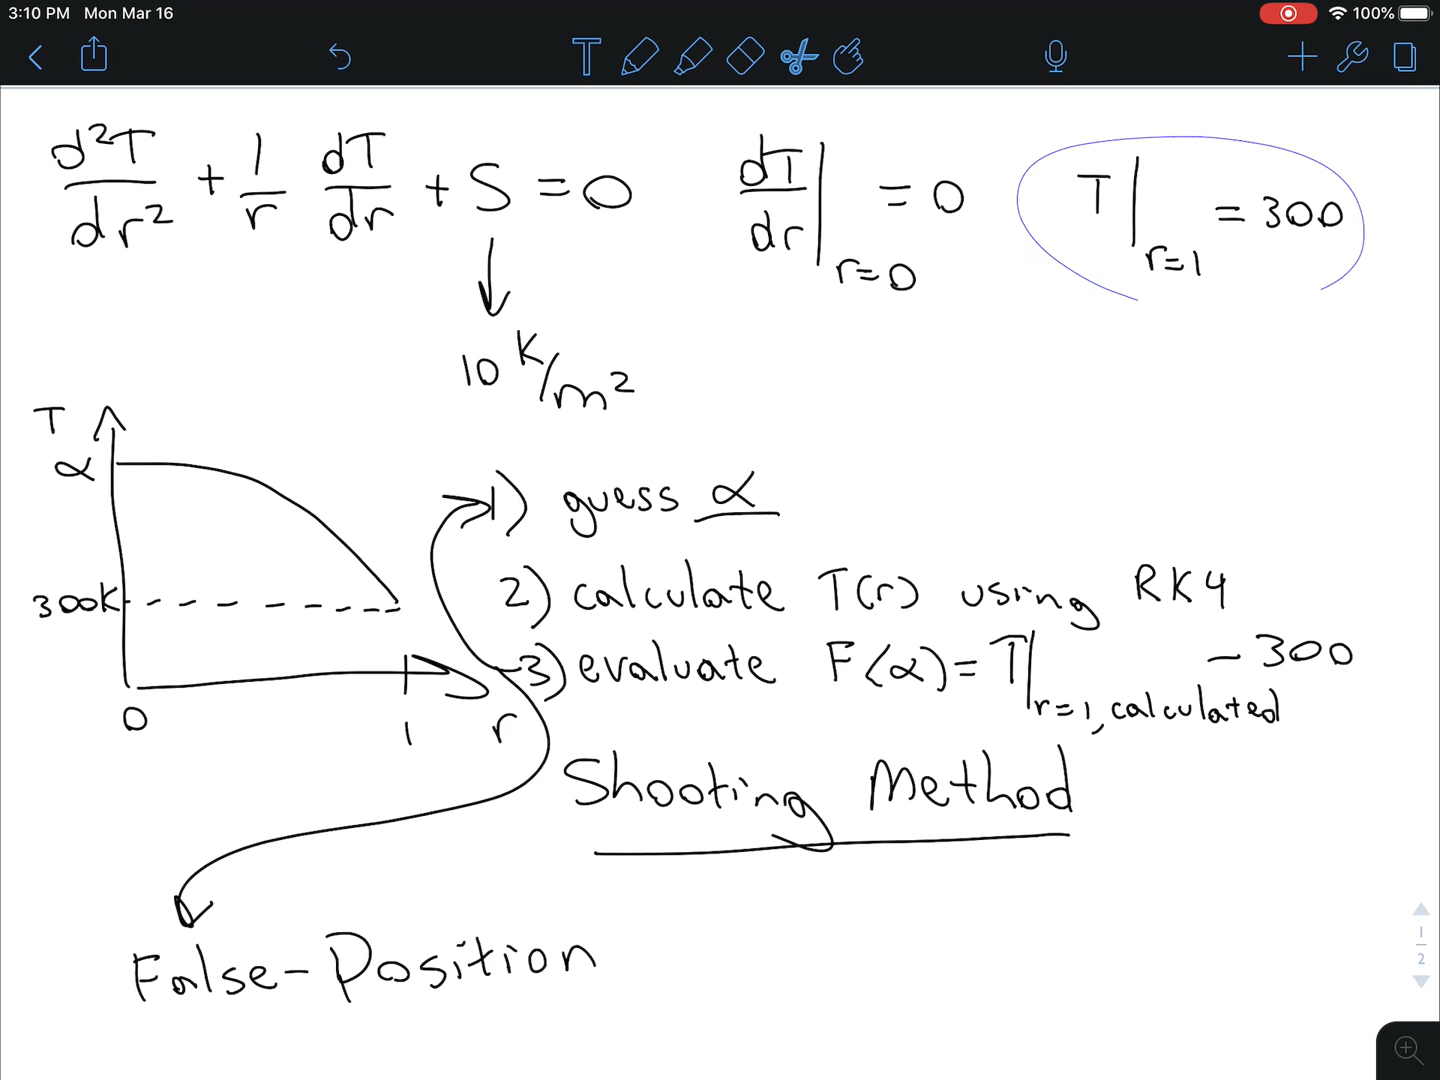 3:10 PM Mon Mar 16 100%
d²T/dr² + 1/r dT/dr + S = 0
dT/dr|r=0 = 0
T|r=1 = 300
10 K/m²
T
α
300K
0
1
r
1) guess α
2) calculate T(r) using RK4
3) evaluate F(α) = T|r=1, calculated - 300
Shooting Method
False-Position
1
2